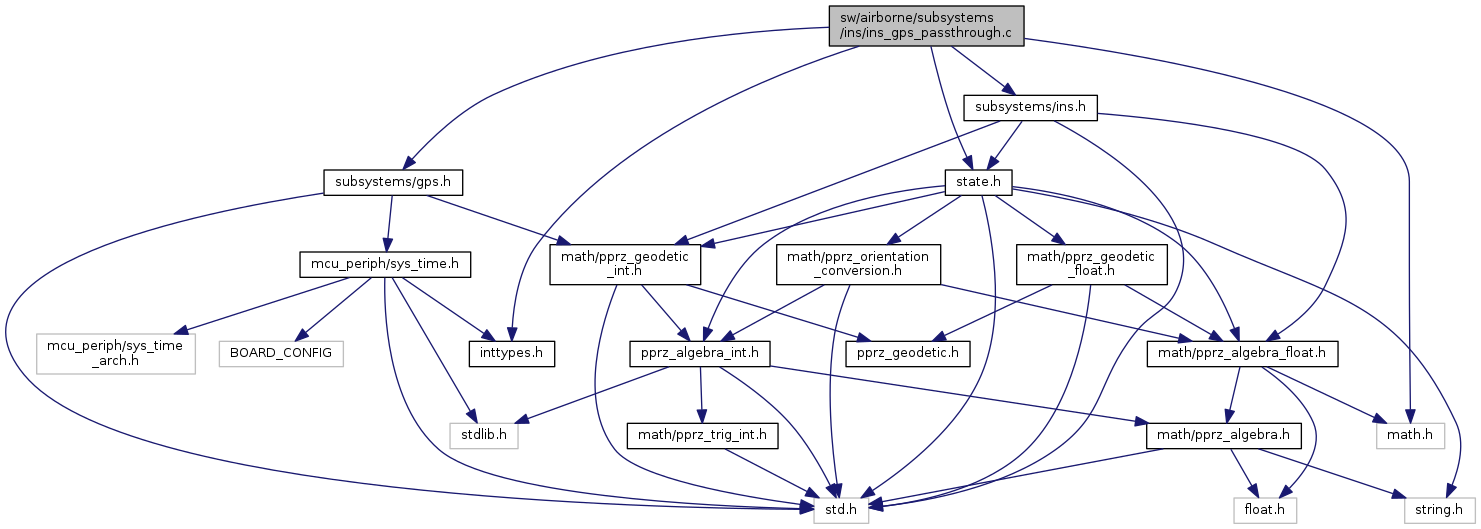 sw/airborne/subsystems
/ins/ins_gps_passthrough.c
subsystems/ins.h
subsystems/gps.h
state.h
mcu_periph/sys_time.h
math/pprz_geodetic
_int.h
math/pprz_orientation
_conversion.h
math/pprz_geodetic
_float.h
mcu_periph/sys_time
_arch.h
BOARD_CONFIG
inttypes.h
pprz_algebra_int.h
pprz_geodetic.h
math/pprz_algebra_float.h
stdlib.h
math/pprz_trig_int.h
math/pprz_algebra.h
math.h
std.h
float.h
string.h